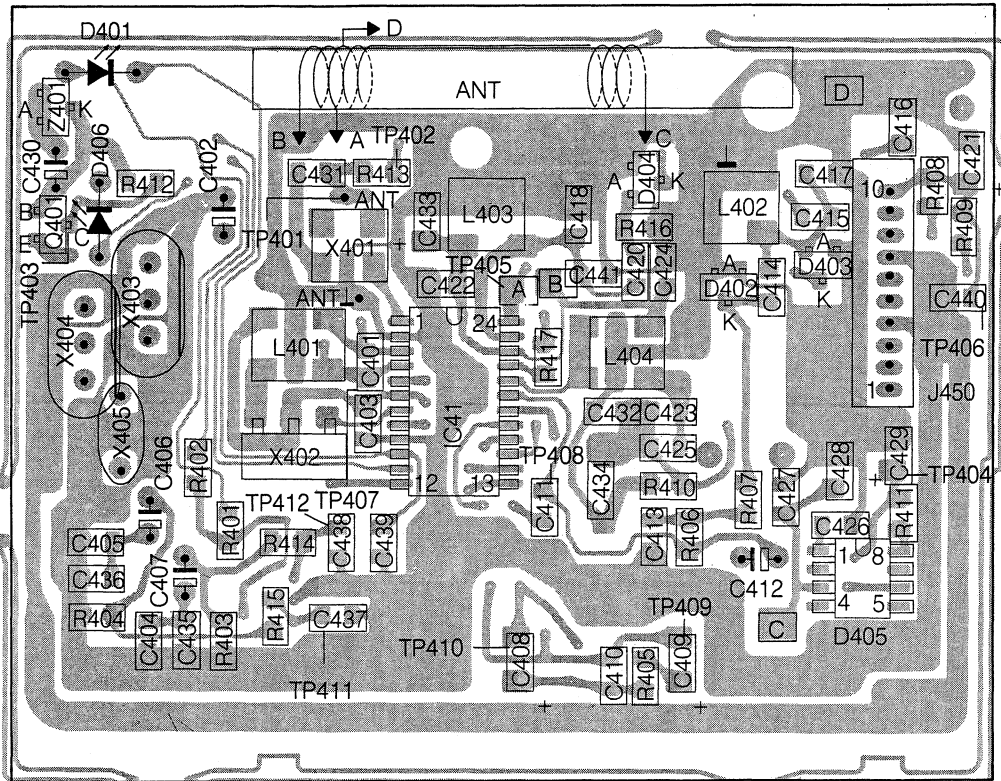 D401
D
ANT
D
A
Z401
K
C416
B
A
TP402
C
C430
D406
C402
R412
C431
R413
A
D404
K
C417
10
R408
C421
+
B
Q401
C
E
ANT
C433
L403
C418
R416
L402
C415
R409
TP401
X401
+
A
TP403
X403
TP405
C422
A
B
C441
C420
C424
A
D402
K
C414
D403
K
C440
ANT
X404
L401
C401
1
24
R417
L404
TP406
1
J450
C403
IC41
C432
C423
X405
X402
12
13
TP408
C425
C406
R402
C411
C434
R410
R407
C427
C428
C429
+
TP404
TP412
TP407
R401
R414
C438
C439
C413
R406
C426
R411
C405
1
8
C436
C407
C412
4
5
R404
R415
C437
TP409
C
D405
C404
C435
R403
TP410
C408
C410
R405
C409
TP411
+
+